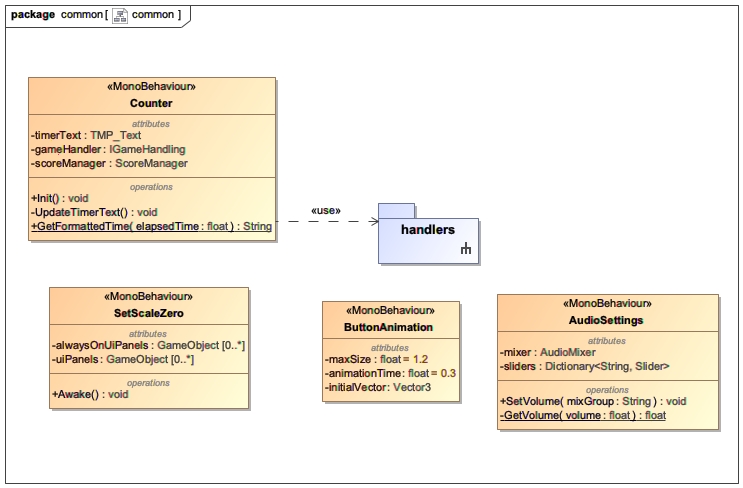 package common [ common ]
«MonoBehaviour»
Counter
attributes
-timerText : TMP_Text
-gameHandler : IGameHandling
-scoreManager : ScoreManager
operations
+Init() : void
-UpdateTimerText() : void
+GetFormattedTime( elapsedTime : float ) : String
«use»
handlers
«MonoBehaviour»
SetScaleZero
attributes
-alwaysOnUiPanels : GameObject [0..*]
-uiPanels : GameObject [0..*]
operations
+Awake() : void
«MonoBehaviour»
ButtonAnimation
attributes
-maxSize : float = 1.2
-animationTime : float = 0.3
-initialVector : Vector3
«MonoBehaviour»
AudioSettings
attributes
-mixer : AudioMixer
-sliders : Dictionary<String, Slider>
operations
+SetVolume( mixGroup : String ) : void
-GetVolume( volume : float ) : float